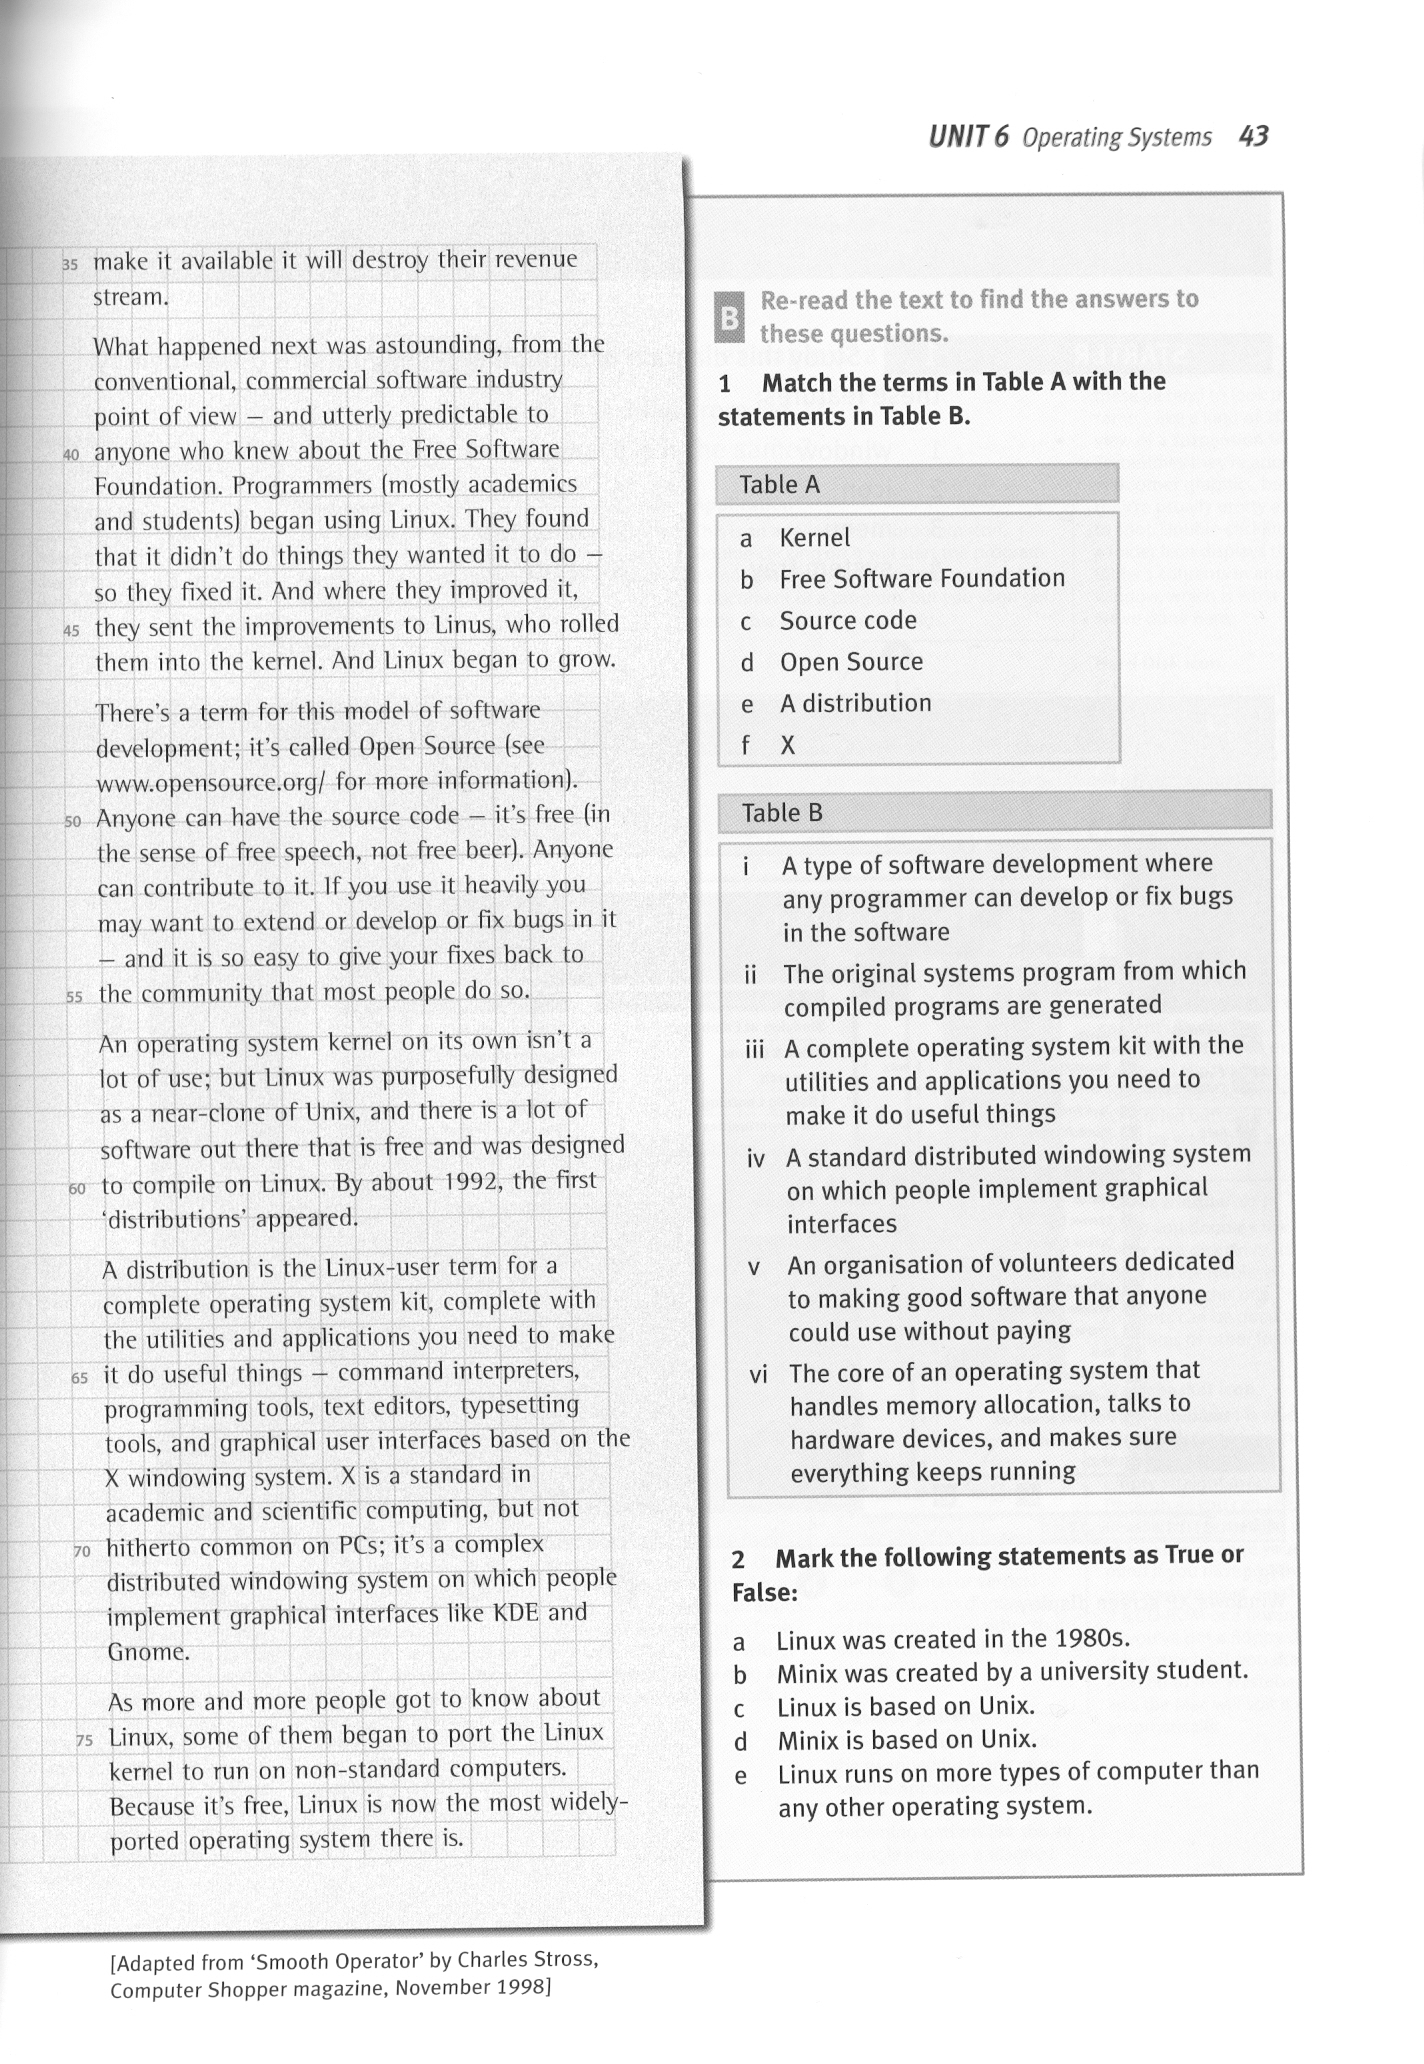 UNIT 6 Operating Systems 43
35 make it available it will destroy their revenue
stream.
What happened next was astounding, from the
conventional, commercial software industry
point of view – and utterly predictable to
40 anyone who knew about the Free Software
Foundation. Programmers (mostly academics
and students) began using Linux. They found
that it didn't do things they wanted it to do –
so they fixed it. And where they improved it,
45 they sent the improvements to Linus, who rolled
them into the kernel. And Linux began to grow.
There's a term for this model of software
development; it's called Open Source (see
www.opensource.org/ for more information).
50 Anyone can have the source code – it's free (in
the sense of free speech, not free beer). Anyone
can contribute to it. If you use it heavily you
may want to extend or develop or fix bugs in it
– and it is so easy to give your fixes back to
55 the community that most people do so.
An operating system kernel on its own isn't a
lot of use; but Linux was purposefully designed
as a near-clone of Unix, and there is a lot of
software out there that is free and was designed
60 to compile on Linux. By about 1992, the first
'distributions' appeared.
A distribution is the Linux-user term for a
complete operating system kit, complete with
the utilities and applications you need to make
65 it do useful things – command interpreters,
programming tools, text editors, typesetting
tools, and graphical user interfaces based on the
X windowing system. X is a standard in
academic and scientific computing, but not
70 hitherto common on PCs; it's a complex
distributed windowing system on which people
implement graphical interfaces like KDE and
Gnome.
As more and more people got to know about
75 Linux, some of them began to port the Linux
kernel to run on non-standard computers.
Because it's free, Linux is now the most widely-
ported operating system there is.
[Adapted from 'Smooth Operator' by Charles Stross,
Computer Shopper magazine, November 1998]
B Re-read the text to find the answers to
these questions.
1 Match the terms in Table A with the
statements in Table B.
Table A
a Kernel
b Free Software Foundation
c Source code
d Open Source
e A distribution
f X
Table B
i A type of software development where
any programmer can develop or fix bugs
in the software
ii The original systems program from which
compiled programs are generated
iii A complete operating system kit with the
utilities and applications you need to
make it do useful things
iv A standard distributed windowing system
on which people implement graphical
interfaces
v An organisation of volunteers dedicated
to making good software that anyone
could use without paying
vi The core of an operating system that
handles memory allocation, talks to
hardware devices, and makes sure
everything keeps running
2 Mark the following statements as True or
False:
a Linux was created in the 1980s.
b Minix was created by a university student.
c Linux is based on Unix.
d Minix is based on Unix.
e Linux runs on more types of computer than
any other operating system.